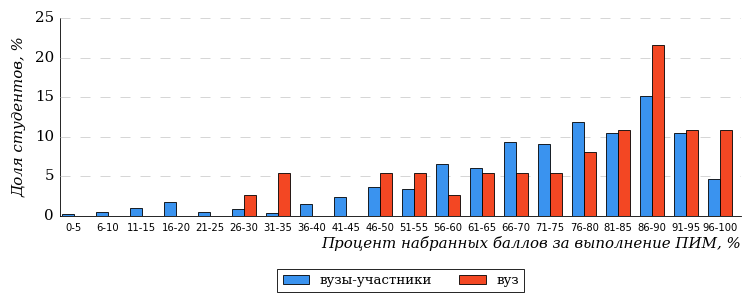 Доля студентов, %
25
20
15
10
5
0
0-5 6-10 11-15 16-20 21-25 26-30 31-35 36-40 41-45 46-50 51-55 56-60 61-65 66-70 71-75 76-80 81-85 86-90 91-95 96-100
Процент набранных баллов за выполнение ПИМ, %
вузы-участники вуз